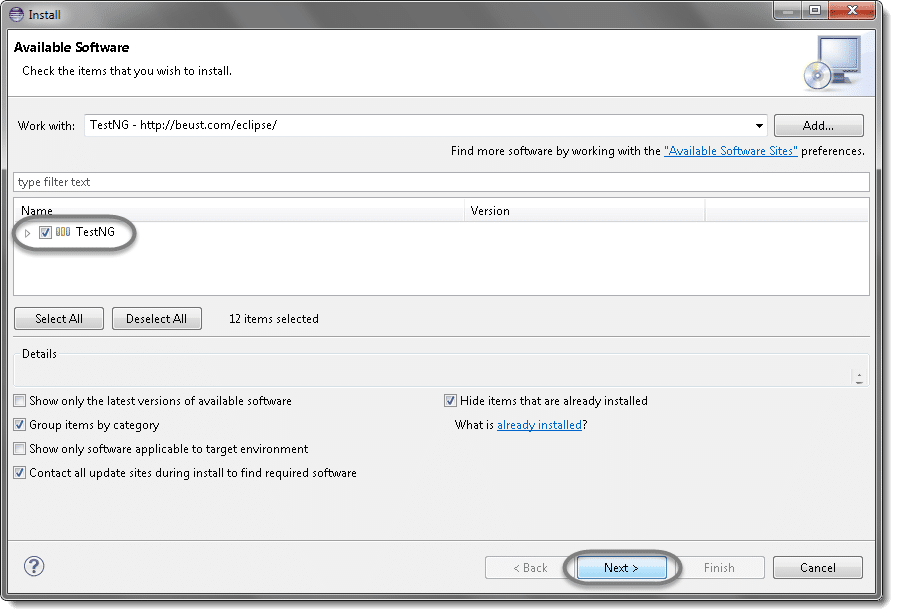 Install
Available Software
Check the items that you wish to install.
Work with: TestNG - http://beust.com/eclipse/ Add...
Find more software by working with the "Available Software Sites" preferences.
type filter text
Name Version
TestNG
Select All Deselect All 12 items selected
Details
Show only the latest versions of available software Hide items that are already installed
Group items by category What is already installed?
Show only software applicable to target environment
Contact all update sites during install to find required software
? < Back Next > Finish Cancel